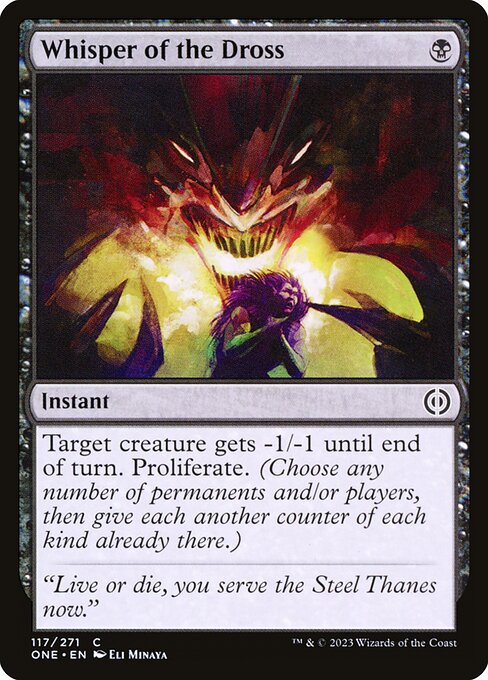 Whisper of the Dross
Instant
Target creature gets -1/-1 until end
of turn. Proliferate. (Choose any
number of permanents and/or players,
then give each another counter of each
kind already there.)
“Live or die, you serve the Steel Thanes
now.”
117/271 C
ONE • EN Eli Minaya
™ & © 2023 Wizards of the Coast